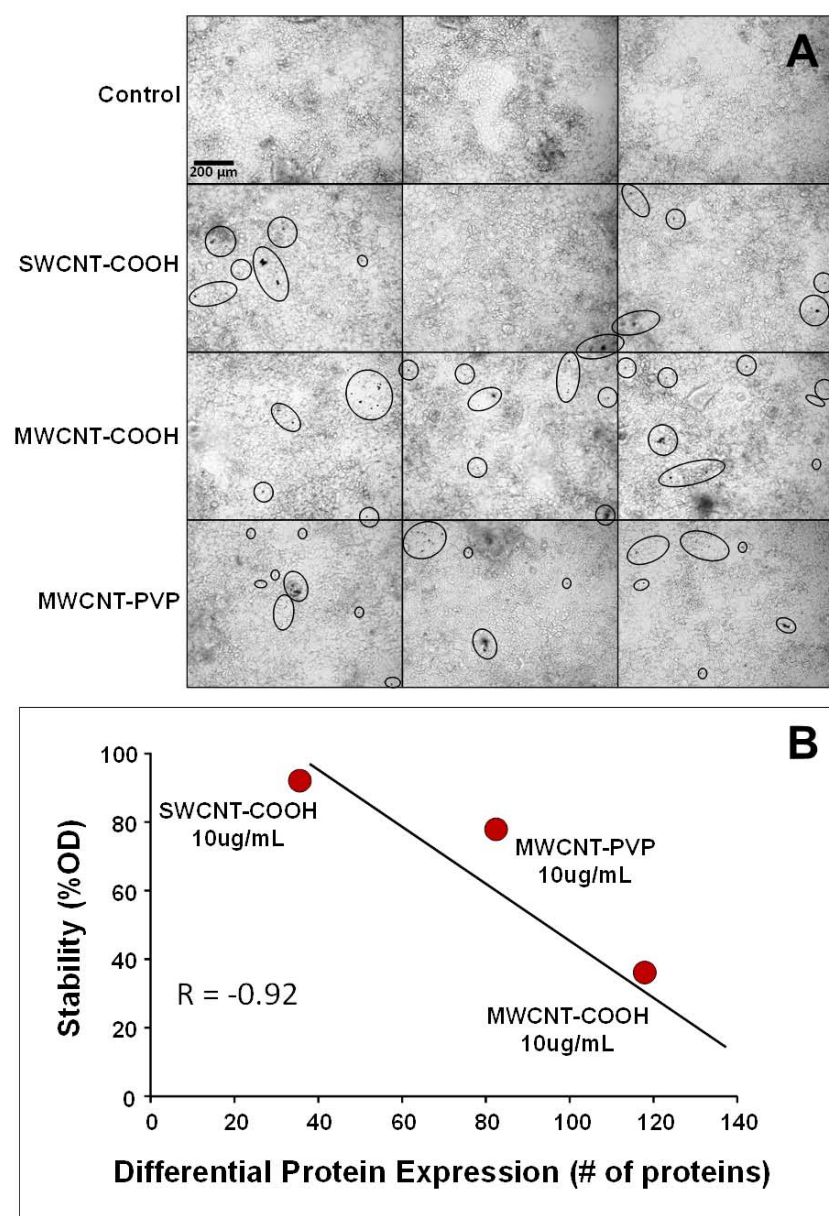 A
Control
200 µm
SWCNT-COOH
MWCNT-COOH
MWCNT-PVP
B
100
80
60
40
20
0
Stability (%OD)
SWCNT-COOH
10ug/mL
MWCNT-PVP
10ug/mL
MWCNT-COOH
10ug/mL
R = -0.92
0 20 40 60 80 100 120 140
Differential Protein Expression (# of proteins)